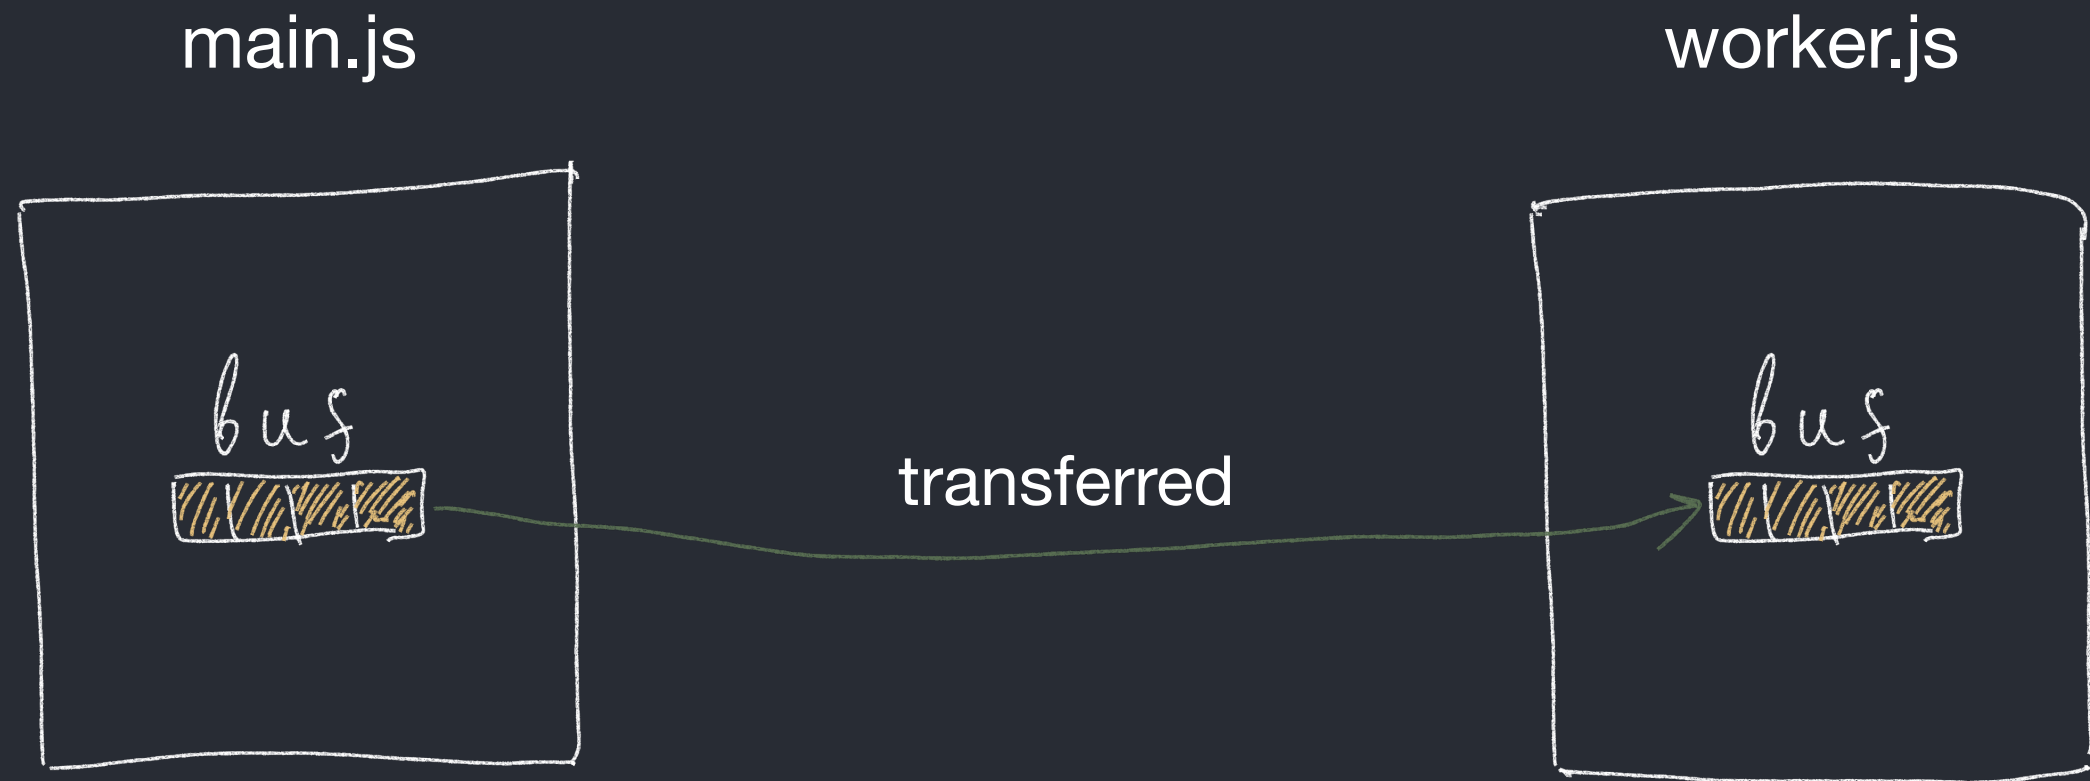 main.js
worker.js
buf
buf
transferred